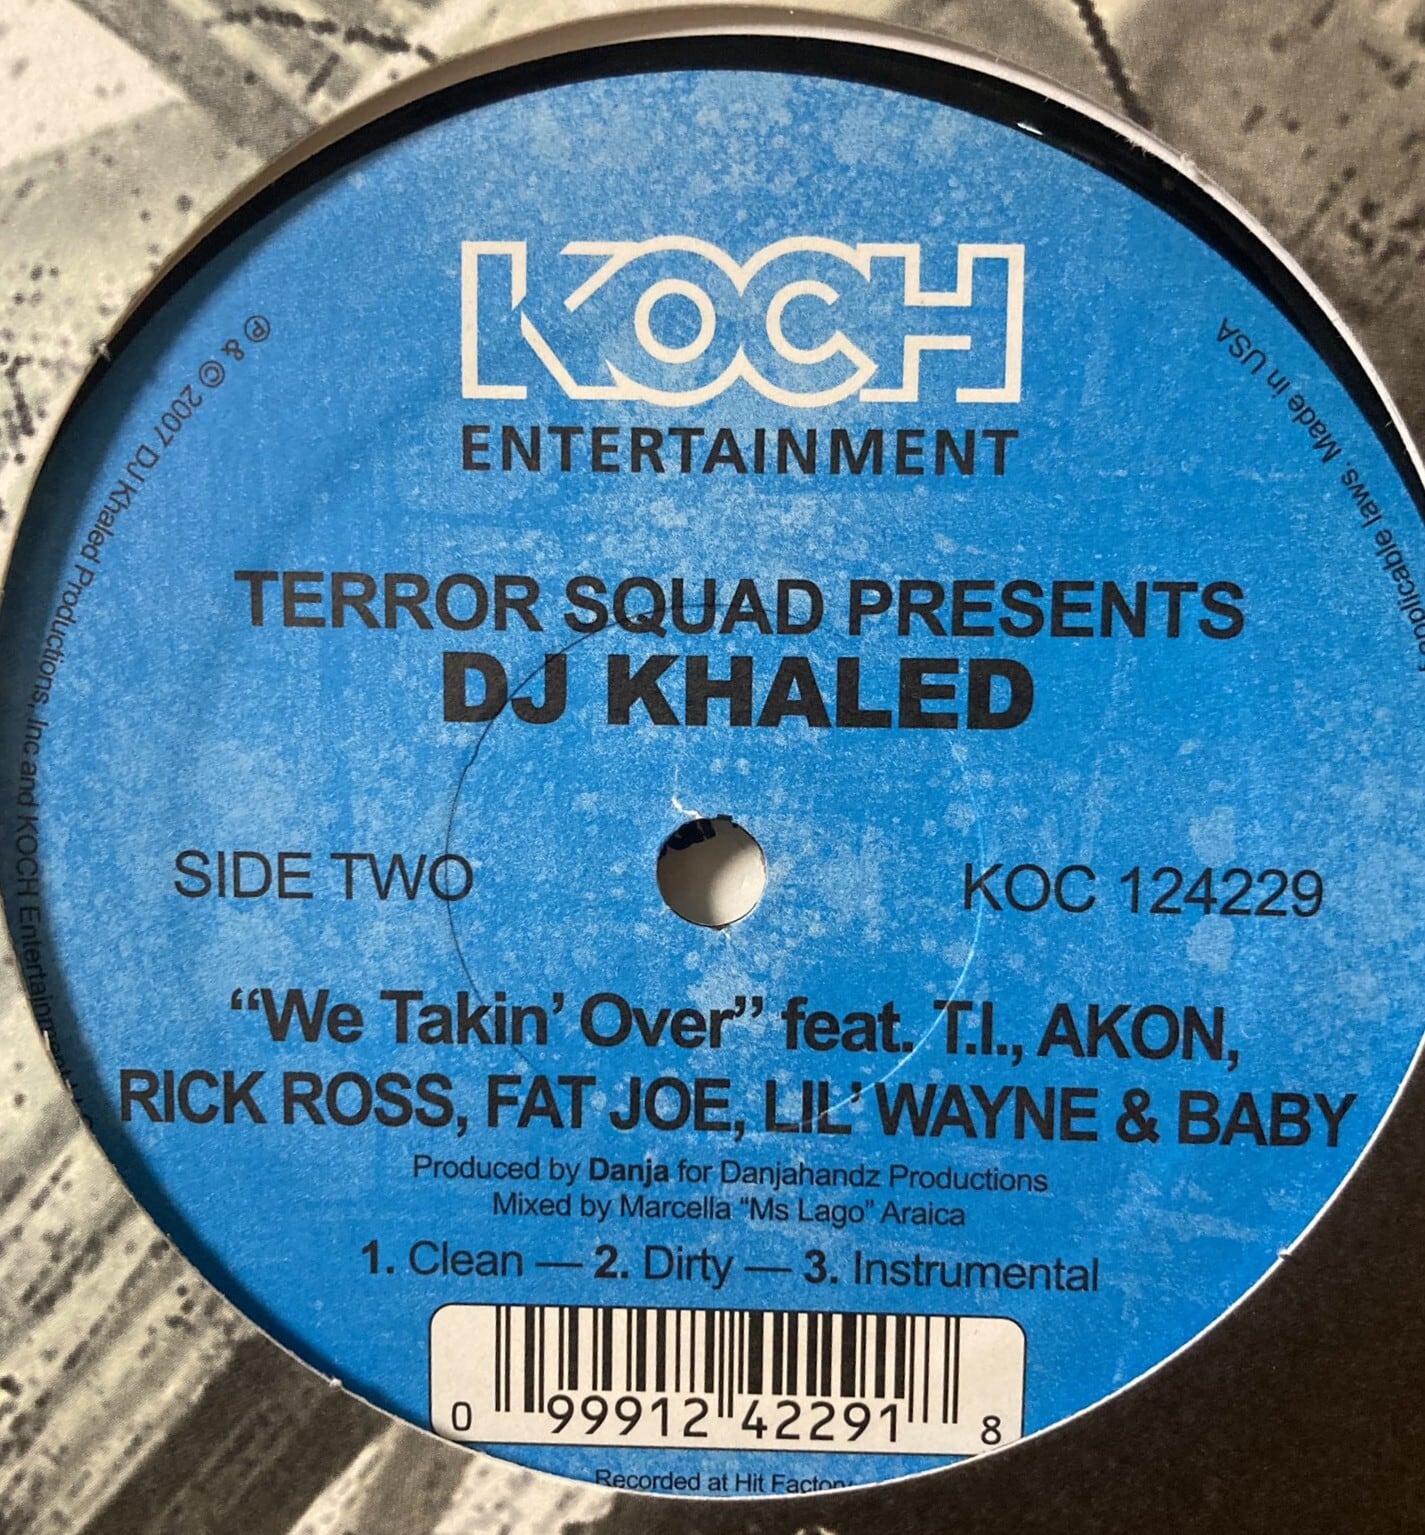 KOCH
ENTERTAINMENT
TERROR SQUAD PRESENTS
DJ KHALED
SIDE TWO
KOC 124229
“We Takin’ Over” feat. T.I., AKON,
RICK ROSS, FAT JOE, LIL’ WAYNE & BABY
Produced by Danja for Danjahandz Productions
Mixed by Marcella “Ms Lago” Araica
1. Clean — 2. Dirty — 3. Instrumental
0 99912 42291 8
Recorded at Hit
℗ & © 2007 DJ Khaled Productions, Inc and KOCH Entertainment
applicable laws. Made in USA